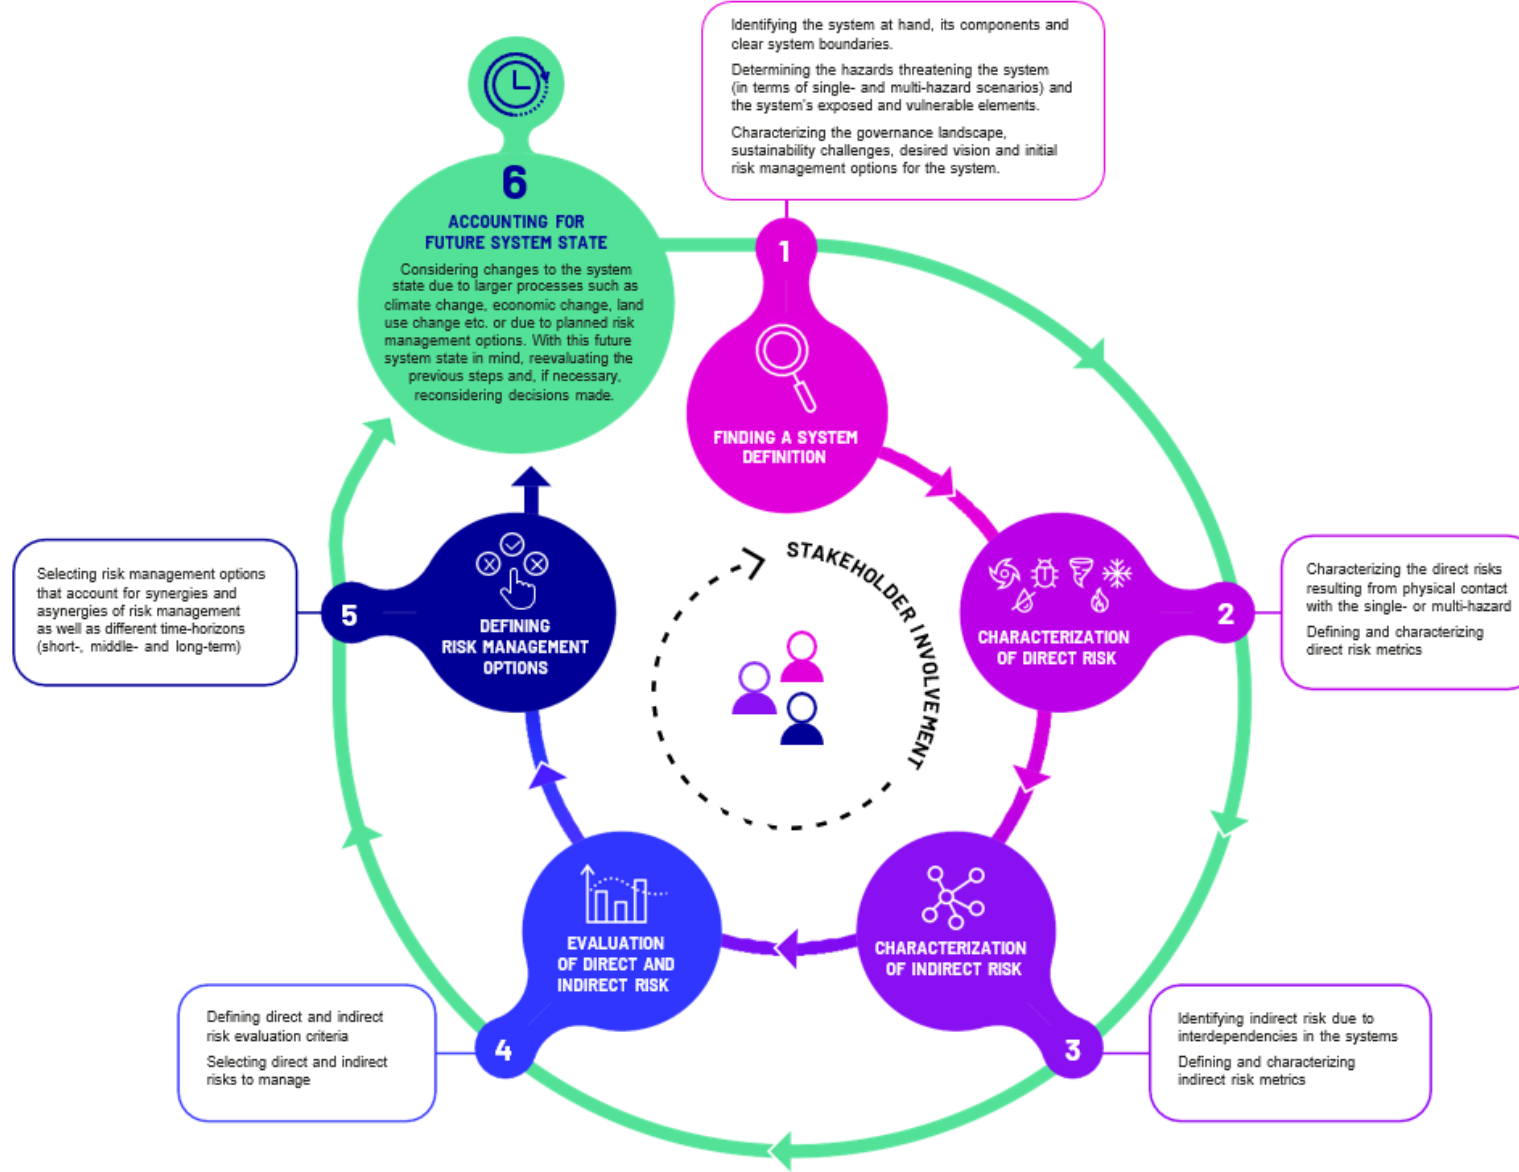 Identifying the system at hand, its components and
clear system boundaries.
Determining the hazards threatening the system
(in terms of single- and multi-hazard scenarios) and
the system's exposed and vulnerable elements.
Characterizing the governance landscape,
sustainability challenges, desired vision and initial
risk management options for the system.
6
ACCOUNTING FOR
FUTURE SYSTEM STATE
Considering changes to the system
state due to larger processes such as
climate change, economic change, land
use change etc. or due to planned risk
management options. With this future
system state in mind, reevaluating the
previous steps and, if necessary,
reconsidering decisions made.
1
FINDING A SYSTEM
DEFINITION
2
CHARACTERIZATION
OF DIRECT RISK
Characterizing the direct risks
resulting from physical contact
with the single- or multi-hazard
Defining and characterizing
direct risk metrics
STAKEHOLDER INVOLVEMENT
5
DEFINING
RISK MANAGEMENT
OPTIONS
Selecting risk management options
that account for synergies and
asynergies of risk management
as well as different time-horizons
(short-, middle- and long-term)
3
CHARACTERIZATION
OF INDIRECT RISK
Identifying indirect risk due to
interdependencies in the systems
Defining and characterizing
indirect risk metrics
4
EVALUATION
OF DIRECT AND
INDIRECT RISK
Defining direct and indirect
risk evaluation criteria
Selecting direct and indirect
risks to manage